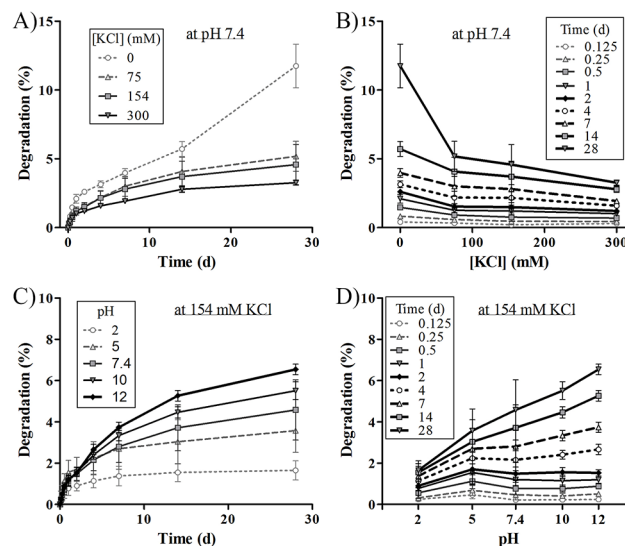 A)
at pH 7.4
[KCl] (mM)
0
75
154
300
15
10
5
0
Degradation (%)
0 10 20 30
Time (d)
B)
at pH 7.4
Time (d)
0.125
0.25
0.5
1
2
4
7
14
28
15
10
5
0
Degradation (%)
0 100 200 300
[KCl] (mM)
C)
at 154 mM KCl
pH
2
5
7.4
10
12
10
8
6
4
2
0
Degradation (%)
0 10 20 30
Time (d)
D)
at 154 mM KCl
Time (d)
0.125
0.25
0.5
1
2
4
7
14
28
10
8
6
4
2
0
Degradation (%)
2 5 7.4 10 12
pH